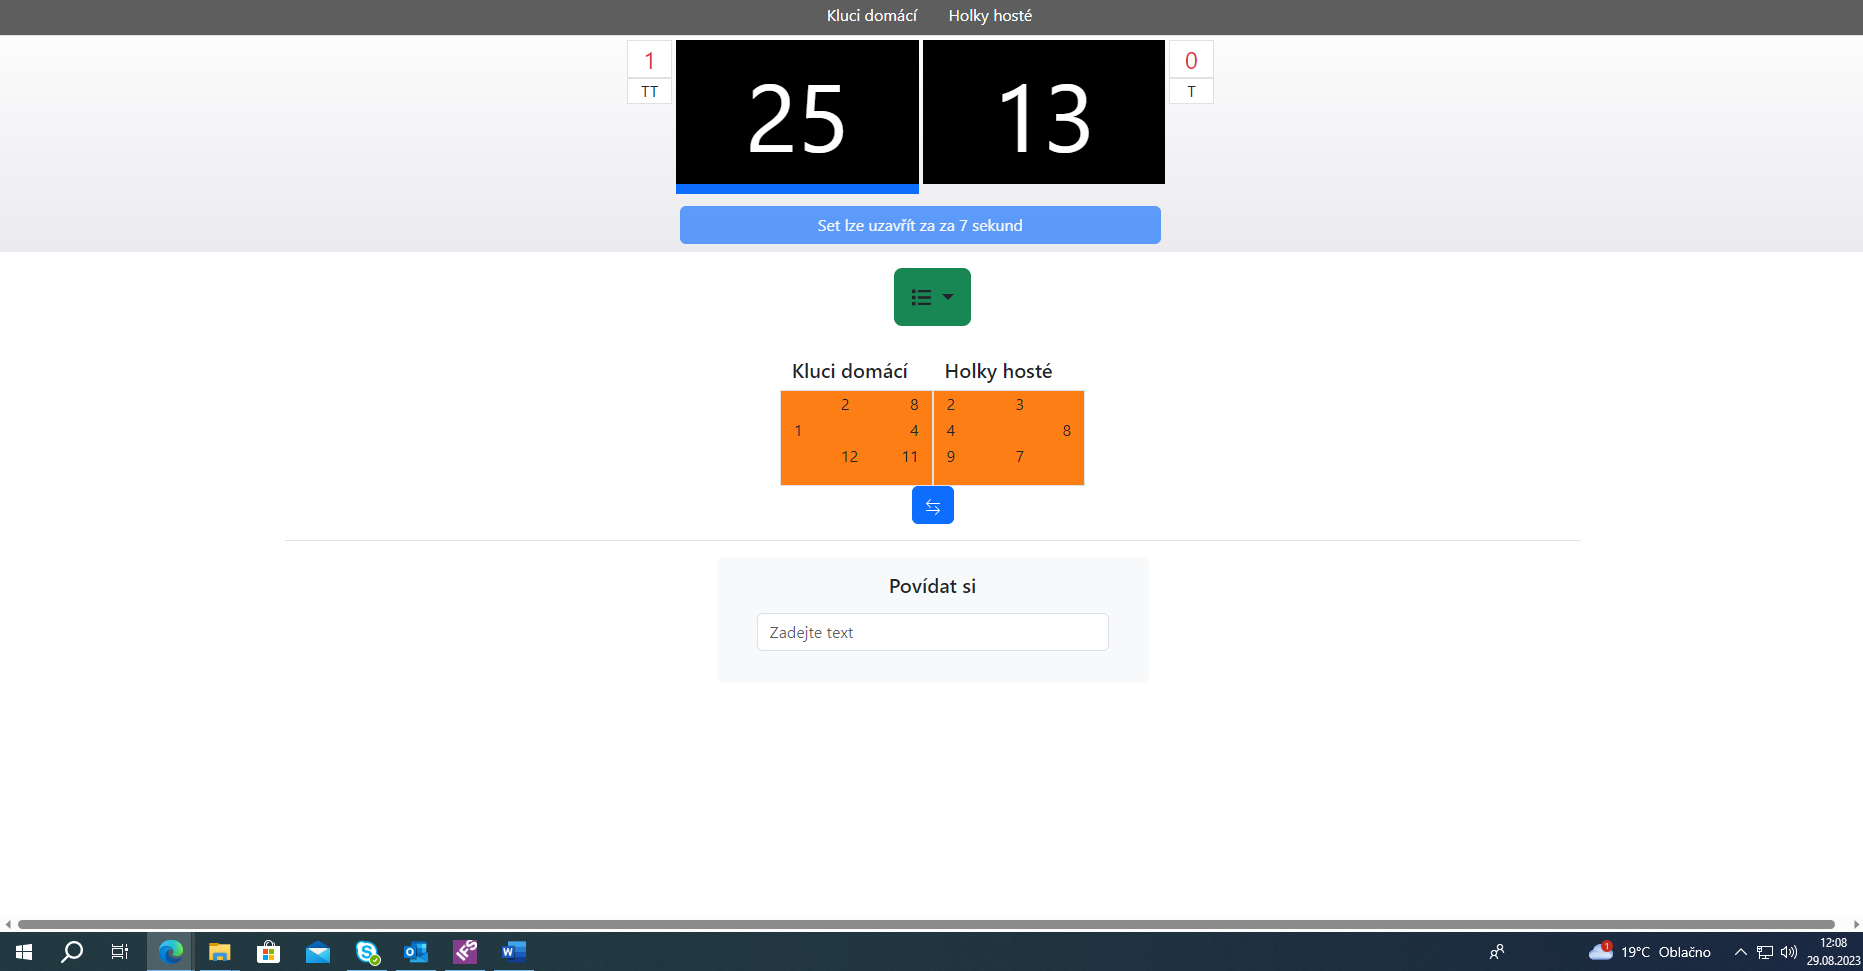 Kluci domácí Holky hosté
1 25 13 0
TT T
Set lze uzavřít za za 7 sekund
Kluci domácí Holky hosté
2 8 2 3
1 4 4 8
12 11 9 7
Povídat si
Zadejte text
1 19°C Oblačno 12:08
29.08.2023